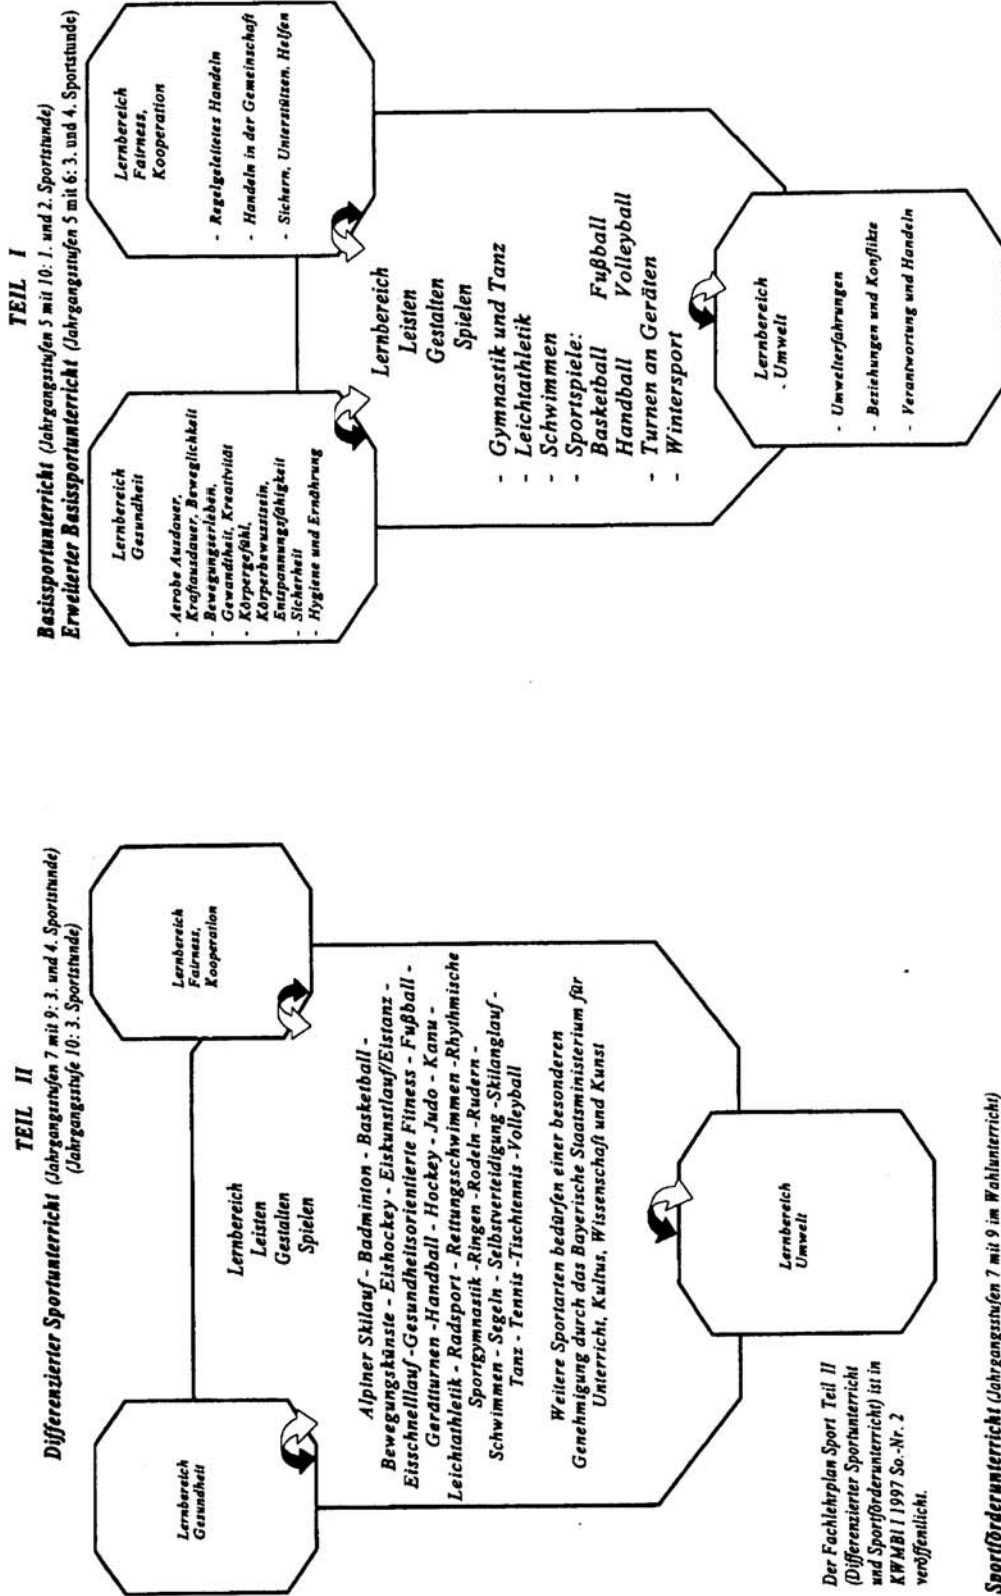 TEIL I
Basissportunterricht (Jahrgangsstufen 5 mit 10: 1. und 2. Sportstunde)
Erweiterter Basissportunterricht (Jahrgangsstufen 5 mit 6: 3. und 4. Sportstunde)
Lernbereich
Gesundheit
- Aerobe Ausdauer,
Kraftausdauer, Beweglichkeit
- Bewegungserleben,
Gewandtheit, Kreativität
- Körpergefühl,
Körperbewusstsein,
Entspannungsfähigkeit
- Sicherheit
- Hygiene und Ernährung
Lernbereich
Fairness,
Kooperation
- Regelgeleitetes Handeln
- Handeln in der Gemeinschaft
- Sichern, Unterstützen, Helfen
Lernbereich
Leisten
Gestalten
Spielen
- Gymnastik und Tanz
- Leichtathletik
- Schwimmen
- Sportspiele:
Basketball Fußball
Handball Volleyball
- Turnen an Geräten
- Wintersport
Lernbereich
- Umwelt
- Umwelterfahrungen
- Beziehungen und Konflikte
- Verantwortung und Handeln
TEIL II
Differenzierter Sportunterricht (Jahrgangsstufen 7 mit 9: 3. und 4. Sportstunde)
(Jahrgangsstufe 10: 3. Sportstunde)
Lernbereich
Gesundheit
Lernbereich
Fairness,
Kooperation
Lernbereich
Leisten
Gestalten
Spielen
Alpiner Skilauf - Badminton - Basketball -
Bewegungskünste - Eishockey - Eiskunstlauf/Eistanz -
Eisschnelllauf -Gesundheitsorientierte Fitness - Fußball -
Gerätturnen -Handball - Hockey - Judo - Kanu -
Leichtathletik - Radsport - Rettungsschwimmen -Rhythmische
Sportgymnastik -Ringen -Rodeln -Rudern -
Schwimmen - Segeln - Selbstverteidigung -Skilanglauf -
Tanz - Tennis -Tischtennis -Volleyball
Weitere Sportarten bedürfen einer besonderen
Genehmigung durch das Bayerische Staatsministerium für
Unterricht, Kultus, Wissenschaft und Kunst
Lernbereich
Umwelt
Der Fachlehrplan Sport Teil II
(Differenzierter Sportunterricht
und Sportförderunterricht) ist in
KWMBl I 1997 So.-Nr. 2
veröffentlicht.
Sportförderunterricht (Jahrgangsstufen 7 mit 9 im Wahlunterricht)